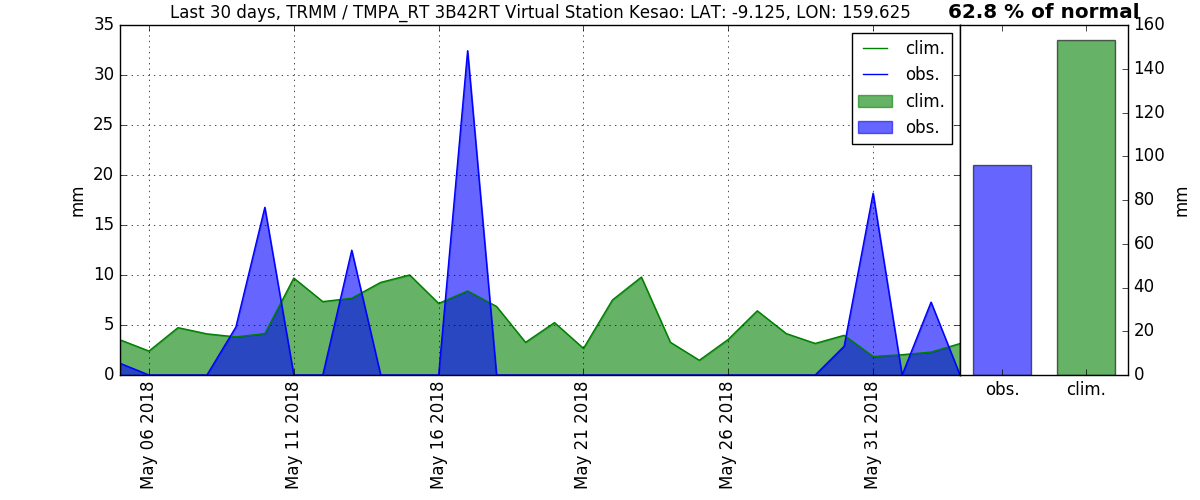 Last 30 days, TRMM / TMPA_RT 3B42RT Virtual Station Kesao: LAT: -9.125, LON: 159.625
62.8 % of normal
35
30
25
20
15
10
5
0
mm
clim.
obs.
clim.
obs.
160
140
120
100
80
60
40
20
0
mm
obs.
clim.
May 06 2018
May 11 2018
May 16 2018
May 21 2018
May 26 2018
May 31 2018